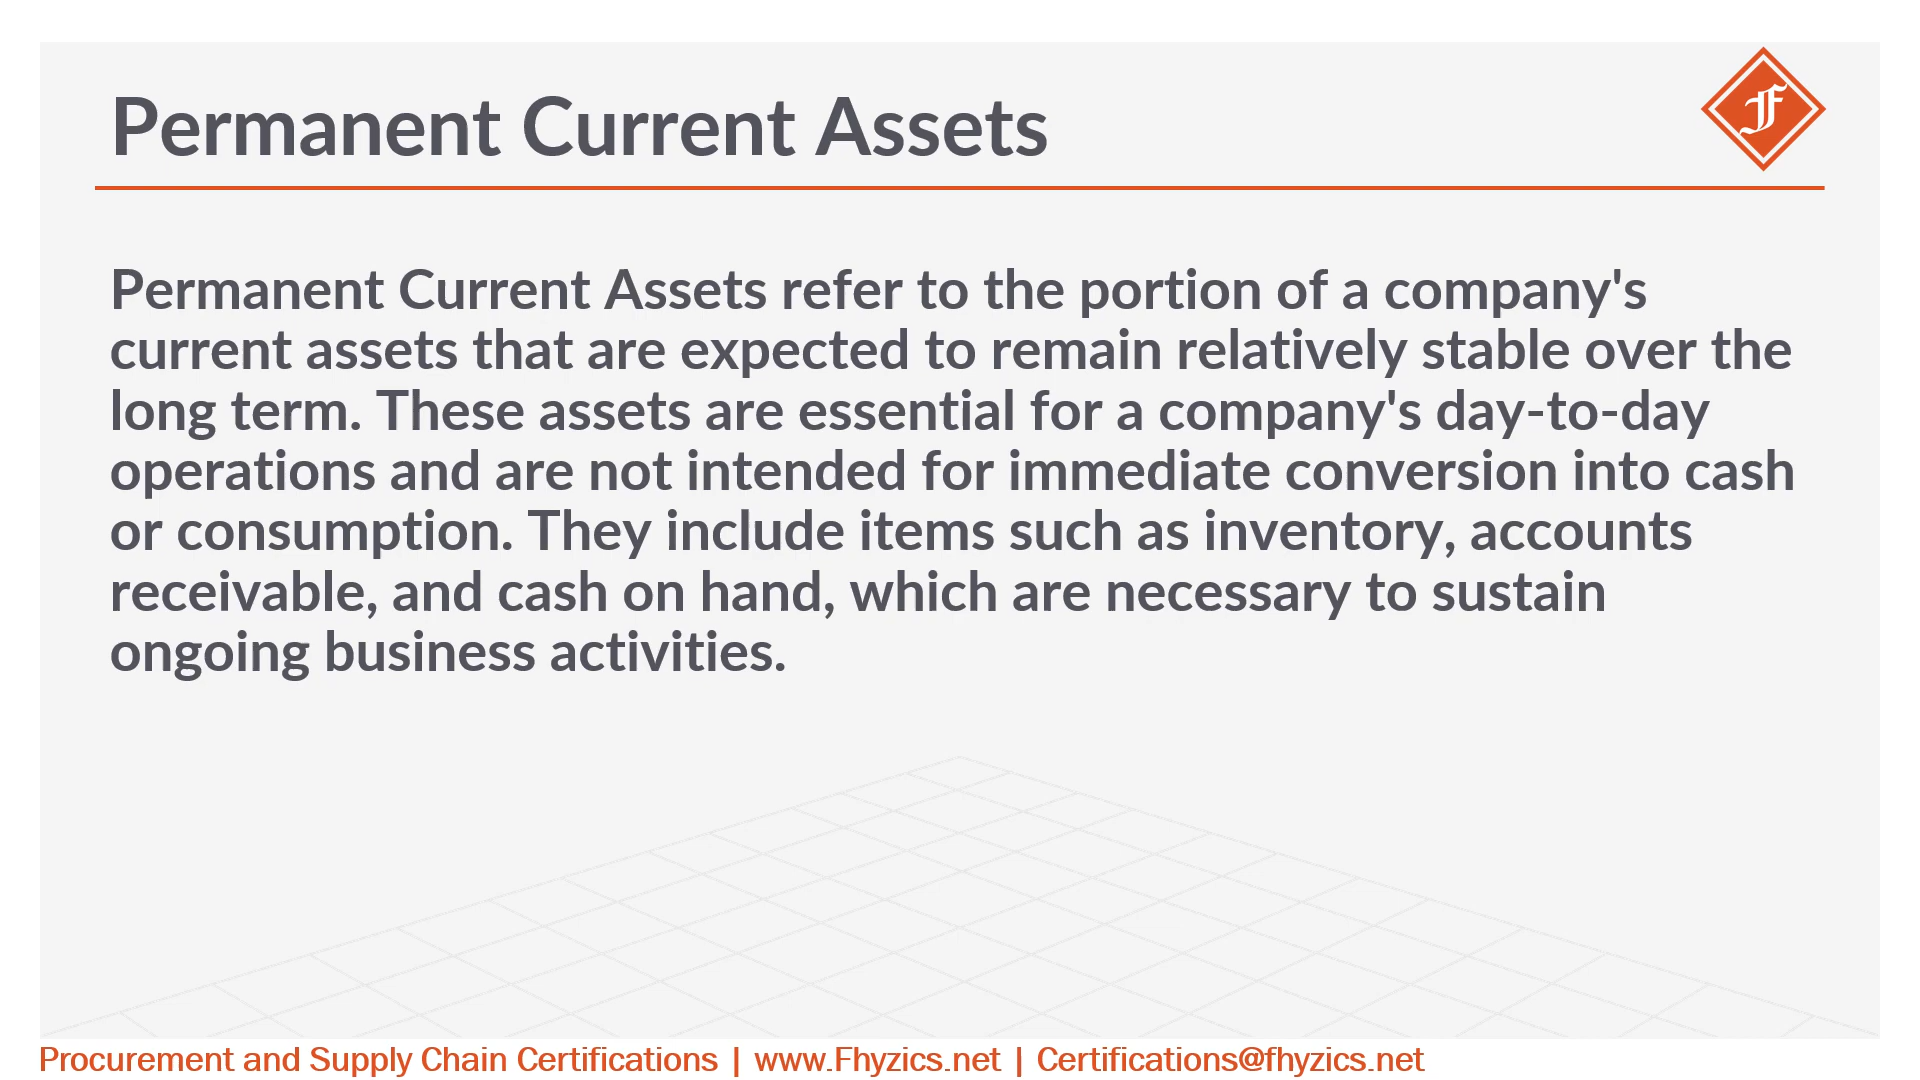 Permanent Current Assets
F
Permanent Current Assets refer to the portion of a company's
current assets that are expected to remain relatively stable over the
long term. These assets are essential for a company's day-to-day
operations and are not intended for immediate conversion into cash
or consumption. They include items such as inventory, accounts
receivable, and cash on hand, which are necessary to sustain
ongoing business activities.
Procurement and Supply Chain Certifications | www.Fhyzics.net | Certifications@fhyzics.net